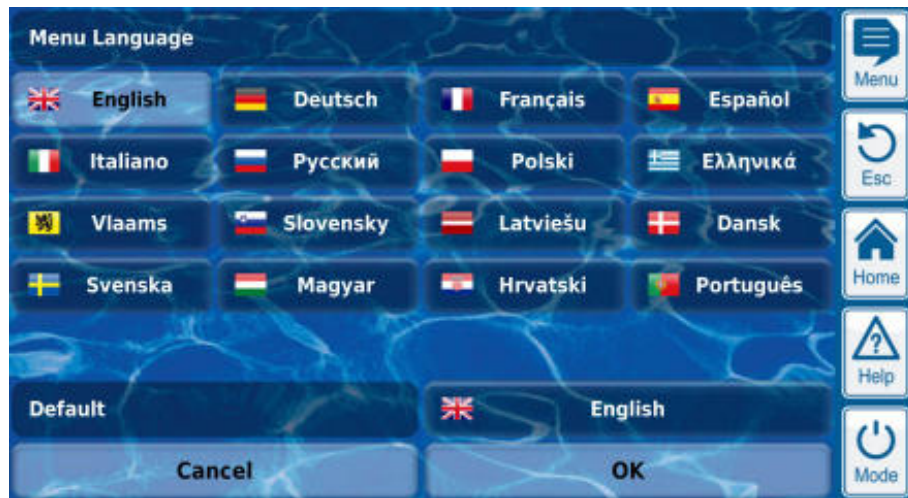 Menu Language
English Deutsch Français Español
Italiano Русский Polski Ελληνικά
Vlaams Slovensky Latviešu Dansk
Svenska Magyar Hrvatski Português
Default English
Cancel OK
Menu
Esc
Home
Help
Mode